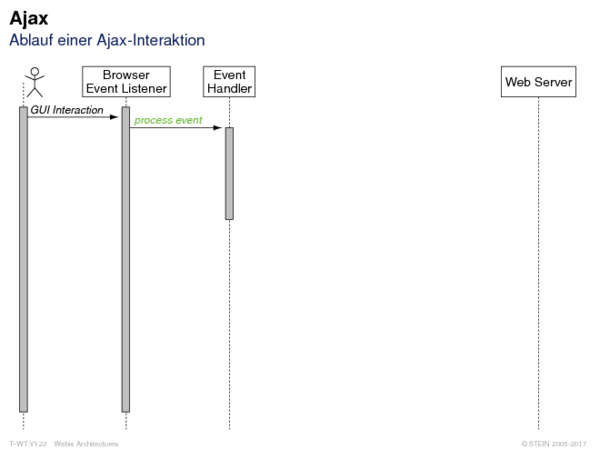 Ajax
Ablauf einer Ajax-Interaktion
Browser
Event Listener
Event
Handler
Web Server
GUI Interaction
process event
T–WT:VI-22 Webis Architectures
© STEIN 2005-2017